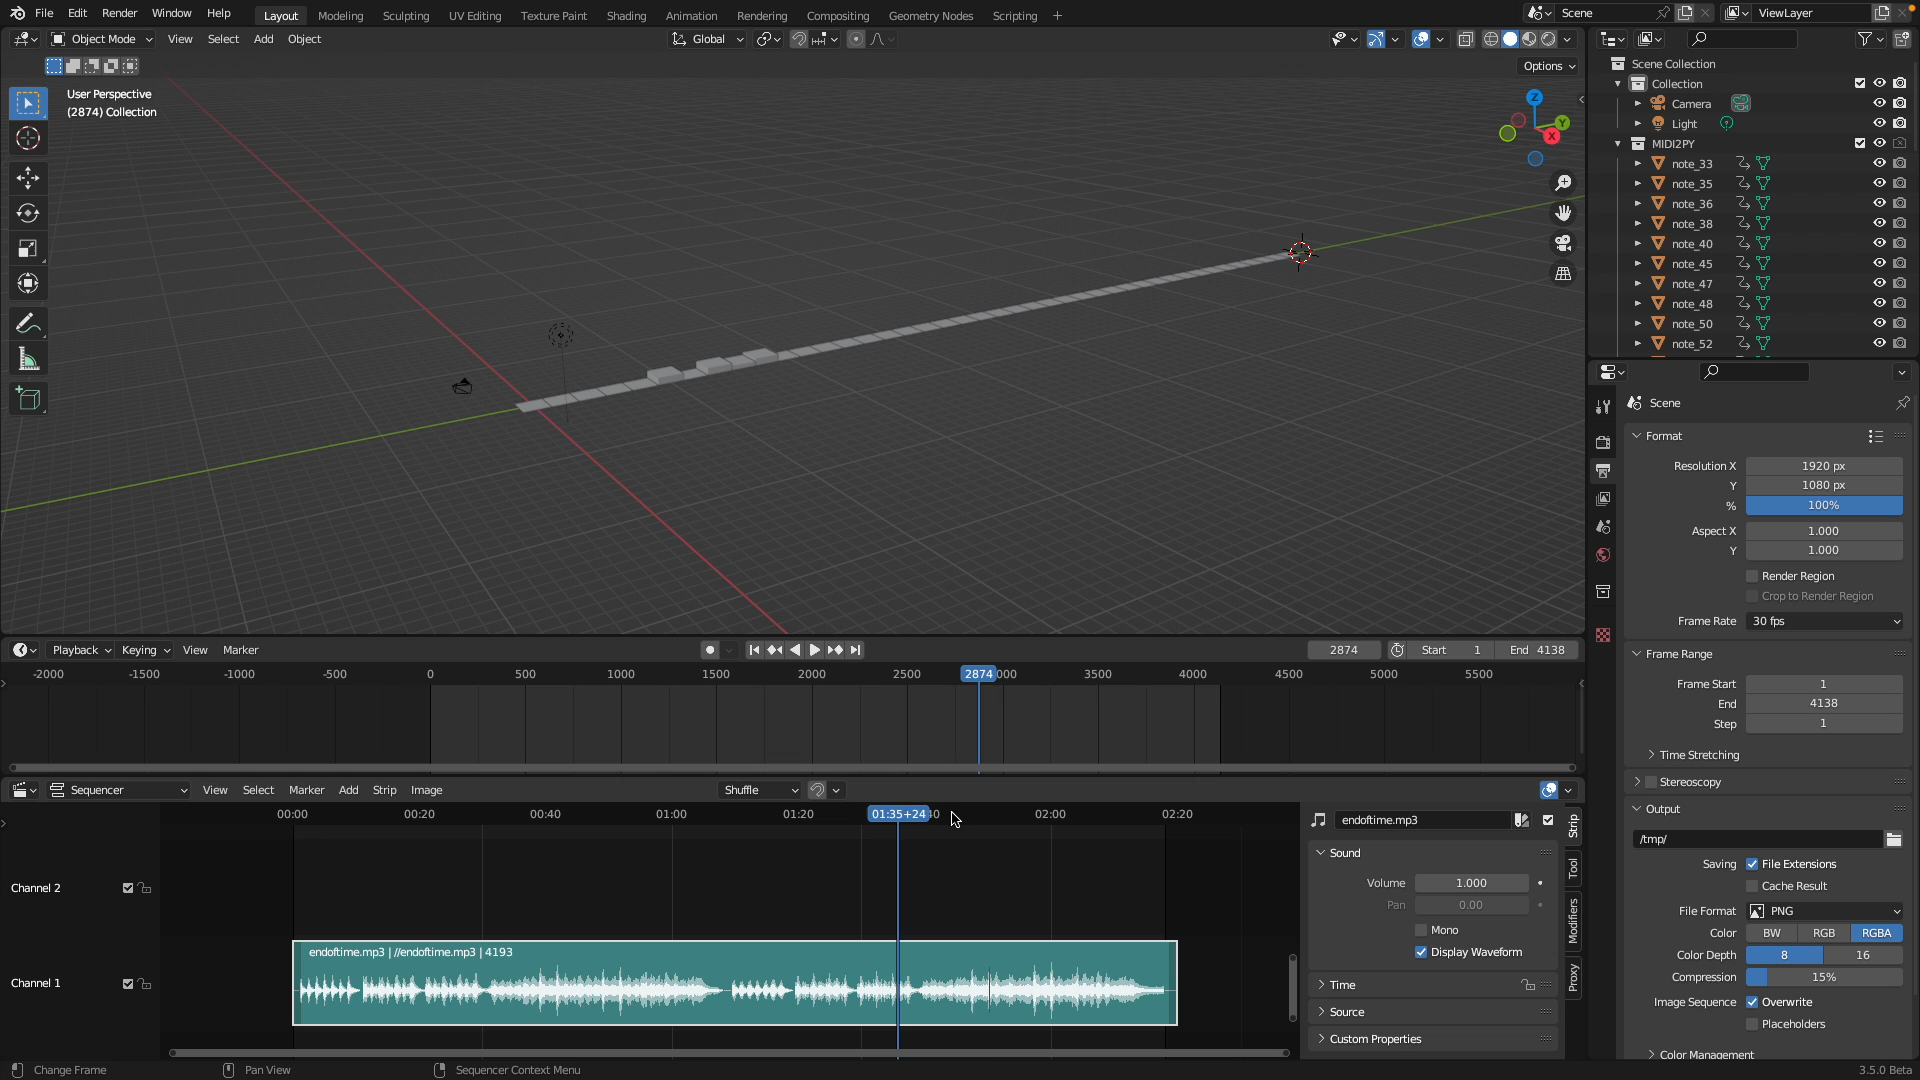 File Edit Render Window Help Layout Modeling Sculpting UV Editing Texture Paint Shading Animation Rendering Compositing Geometry Nodes Scripting + Scene ViewLayer
Object Mode View Select Add Object Global
Options
User Perspective
(2874) Collection
Z
Y
X
Scene Collection
Collection
Camera
Light
MIDI2PY
note_33
note_35
note_36
note_38
note_40
note_45
note_47
note_48
note_50
note_52
Scene
Format
Resolution X 1920 px
Y 1080 px
% 100%
Aspect X 1.000
Y 1.000
Render Region
Crop to Render Region
Frame Rate 30 fps
Frame Range
Frame Start 1
End 4138
Step 1
Time Stretching
Stereoscopy
Output
/tmp/
Saving File Extensions
Cache Result
File Format PNG
Color BW RGB RGBA
Color Depth 8 16
Compression 15%
Image Sequence Overwrite
Placeholders
Color Management
Playback Keying View Marker 2874 Start 1 End 4138
-2000 -1500 -1000 -500 0 500 1000 1500 2000 2500 2874 000 3500 4000 4500 5000 5500
Sequencer View Select Marker Add Strip Image Shuffle
00:00 00:20 00:40 01:00 01:20 01:35+24 40 02:00 02:20
Channel 2
Channel 1
endoftime.mp3 | //endoftime.mp3 | 4193
endoftime.mp3
Sound
Volume 1.000
Pan 0.00
Mono
Display Waveform
Time
Source
Custom Properties
Strip
Tool
Modifiers
Proxy
Change Frame Pan View Sequencer Context Menu 3.5.0 Beta